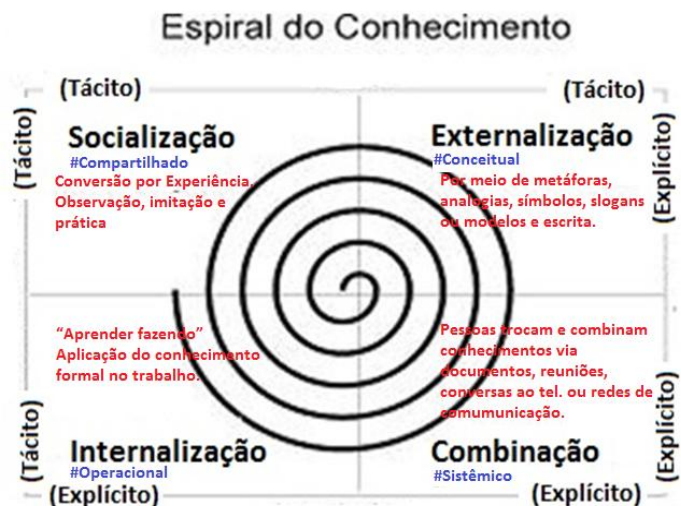 Espiral do Conhecimento
(Tácito)
(Tácito)
(Tácito)
Socialização
#Compartilhado
Conversão por Experiência,
Observação, imitação e
prática
Externalização
#Conceitual
Por meio de metáforas,
analogias, símbolos, slogans
ou modelos e escrita.
(Explícito)
“Aprender fazendo”
Aplicação do conhecimento
formal no trabalho.
Pessoas trocam e combinam
conhecimentos via
documentos, reuniões,
conversas ao tel. ou redes de
comumunicação.
(Tácito)
Internalização
#Operacional
(Explícito)
Combinação
#Sistêmico
(Explícito)
(Explícito)